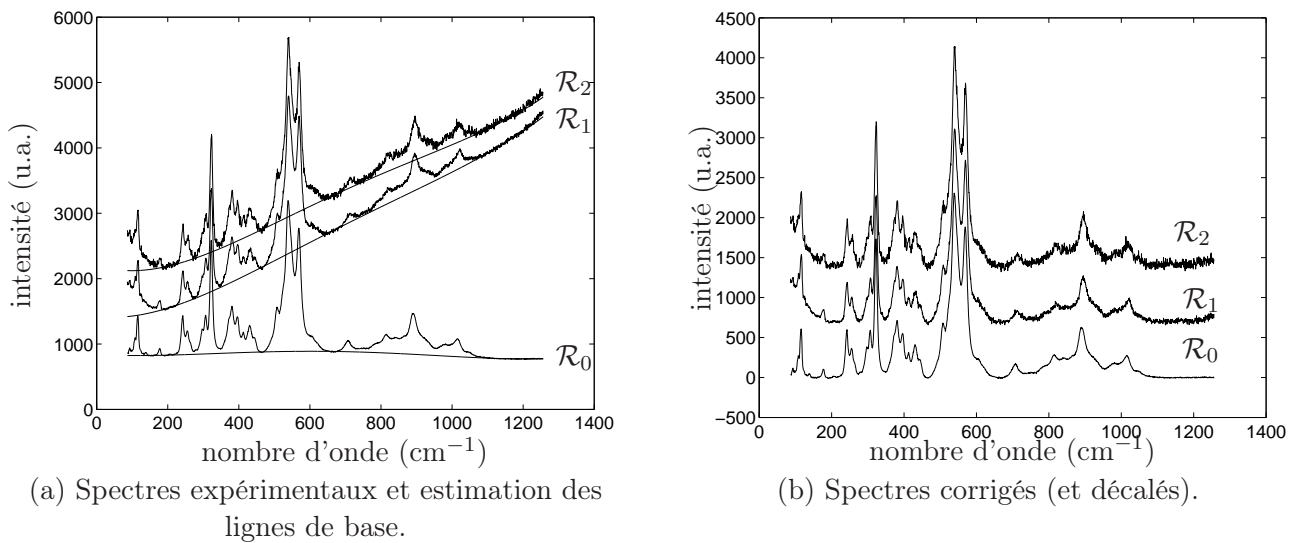 6000
5000
4000
3000
2000
1000
0
0 200 400 600 800 1000 1200 1400
intensité (u.a.)
nombre d'onde (cm⁻¹)
R₂
R₁
R₀
(a) Spectres expérimentaux et estimation des
lignes de base.
4500
4000
3500
3000
2500
2000
1500
1000
500
0
−500
0 200 400 600 800 1000 1200 1400
intensité (u.a.)
nombre d'onde (cm⁻¹)
R₂
R₁
R₀
(b) Spectres corrigés (et décalés).